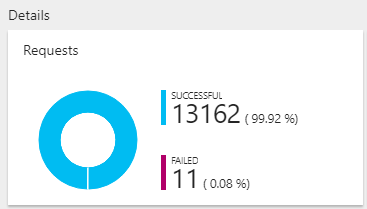 Details
Requests
SUCCESSFUL
13162 ( 99.92 %)
FAILED
11 ( 0.08 %)